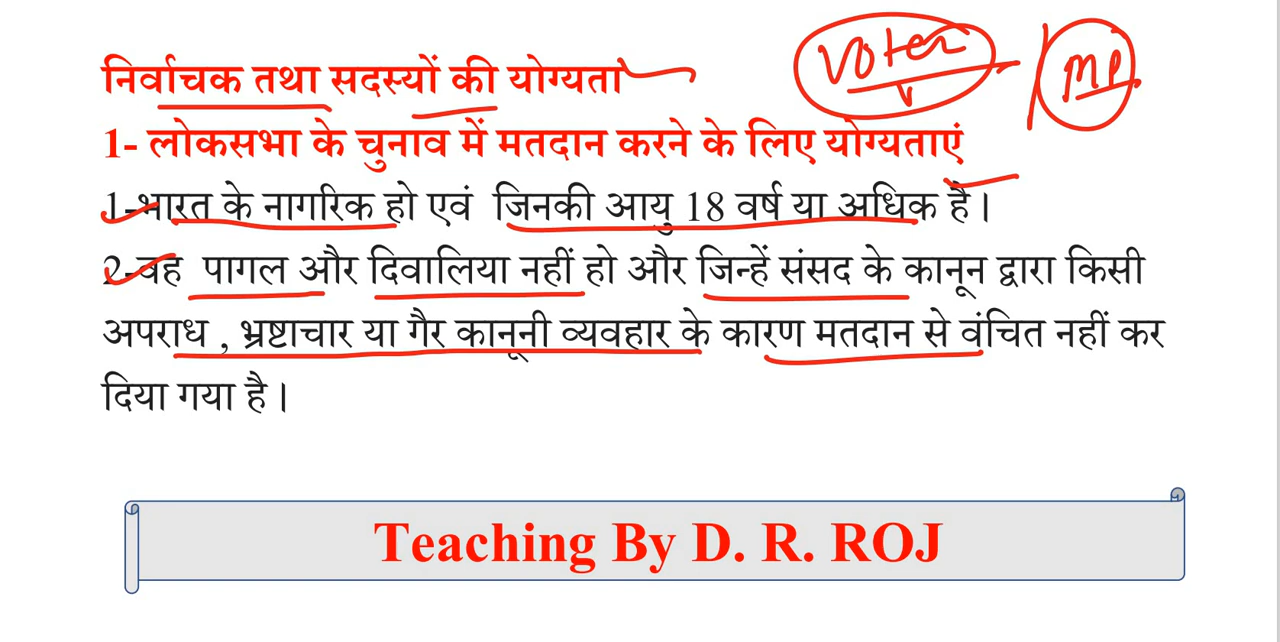 निर्वाचक तथा सदस्यों की योग्यता
Voter
MP
1- लोकसभा के चुनाव में मतदान करने के लिए योग्यताएं
1-भारत के नागरिक हो एवं जिनकी आयु 18 वर्ष या अधिक है।
2-वह पागल और दिवालिया नहीं हो और जिन्हें संसद के कानून द्वारा किसी
अपराध , भ्रष्टाचार या गैर कानूनी व्यवहार के कारण मतदान से वंचित नहीं कर
दिया गया है।
Teaching By D. R. ROJ